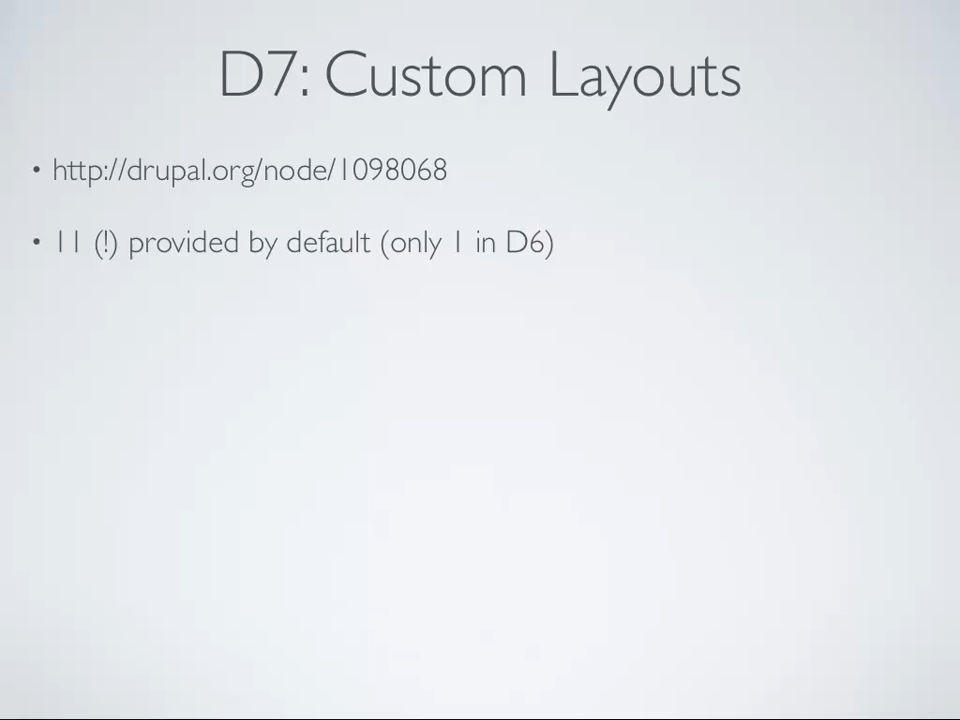 D7: Custom Layouts
• http://drupal.org/node/1098068
• 11 (!) provided by default (only 1 in D6)